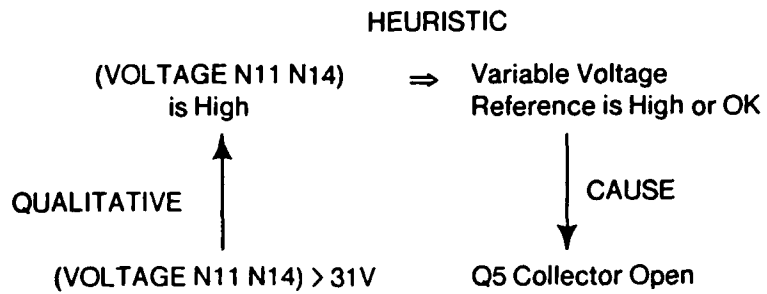 HEURISTIC
(VOLTAGE N11 N14) ⇒ Variable Voltage
is High Reference is High or OK
QUALITATIVE CAUSE
(VOLTAGE N11 N14) > 31V Q5 Collector Open